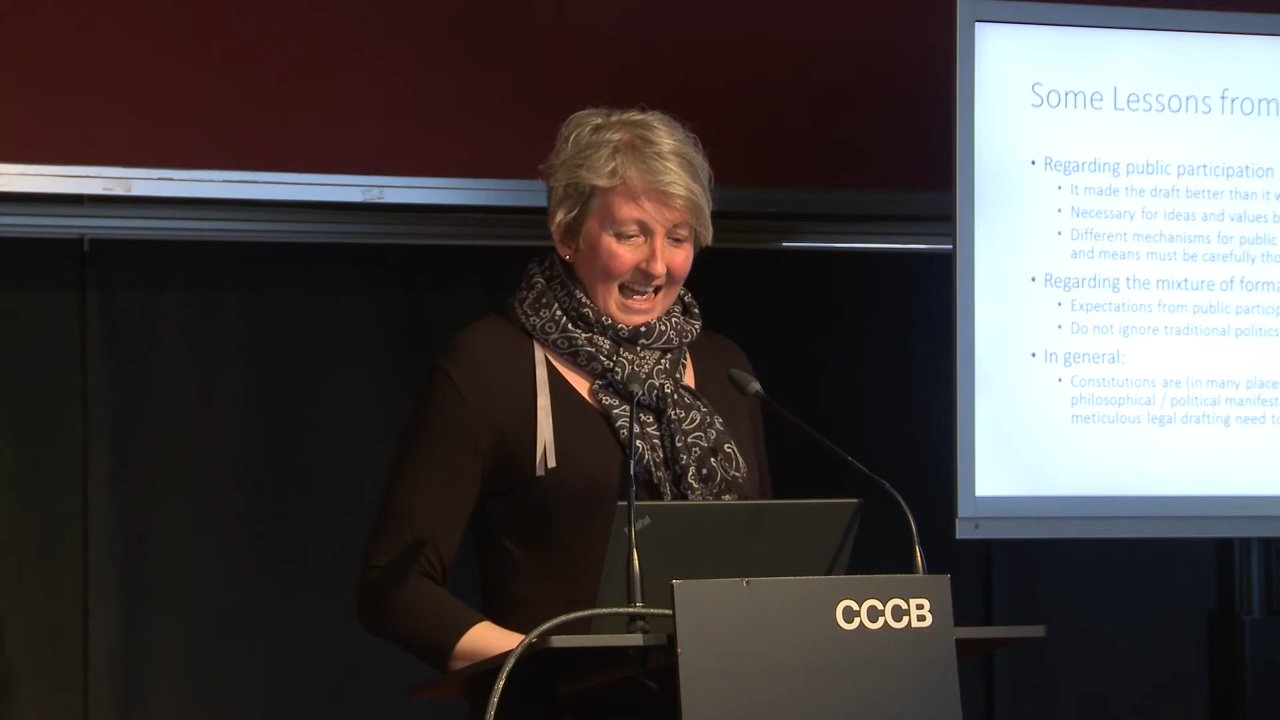 Some Lessons from
• Regarding public participation
• It made the draft better than it w
• Necessary for ideas and values b
• Different mechanisms for public
and means must be carefully tho
• Regarding the mixture of forma
• Expectations from public particip
• Do not ignore traditional politics
• In general:
• Constitutions are (in many places
philosophical / political manifest
meticulous legal drafting need to
CCCB